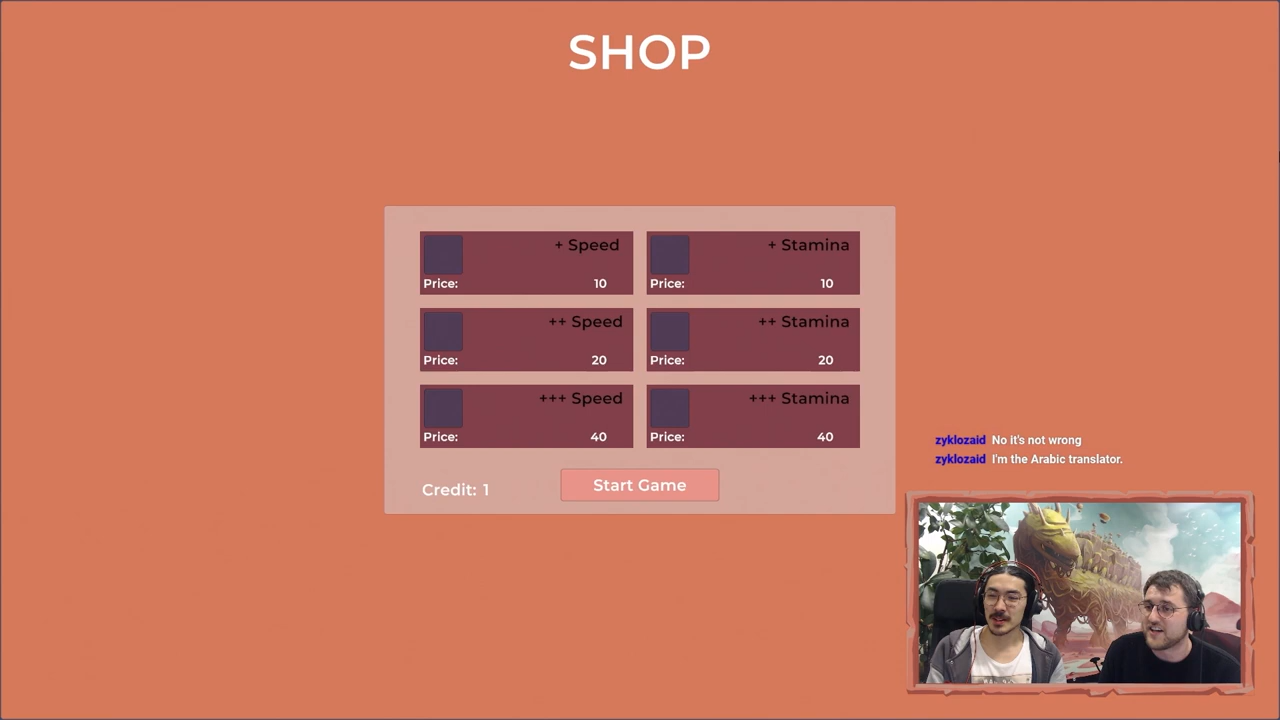 SHOP
+ Speed
Price: 10
+ Stamina
Price: 10
++ Speed
Price: 20
++ Stamina
Price: 20
+++ Speed
Price: 40
+++ Stamina
Price: 40
Credit: 1
Start Game
zyklozaid No it's not wrong
zyklozaid I'm the Arabic translator.